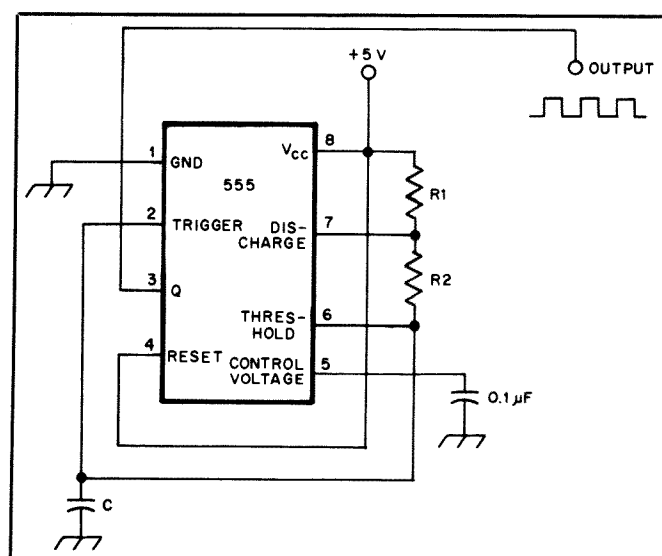 +5 V
OUTPUT
1
GND
VCC
8
555
R1
2
TRIGGER
DIS-
CHARGE
7
R2
3
Q
THRES-
HOLD
6
4
RESET
CONTROL
VOLTAGE
5
0.1 µF
C